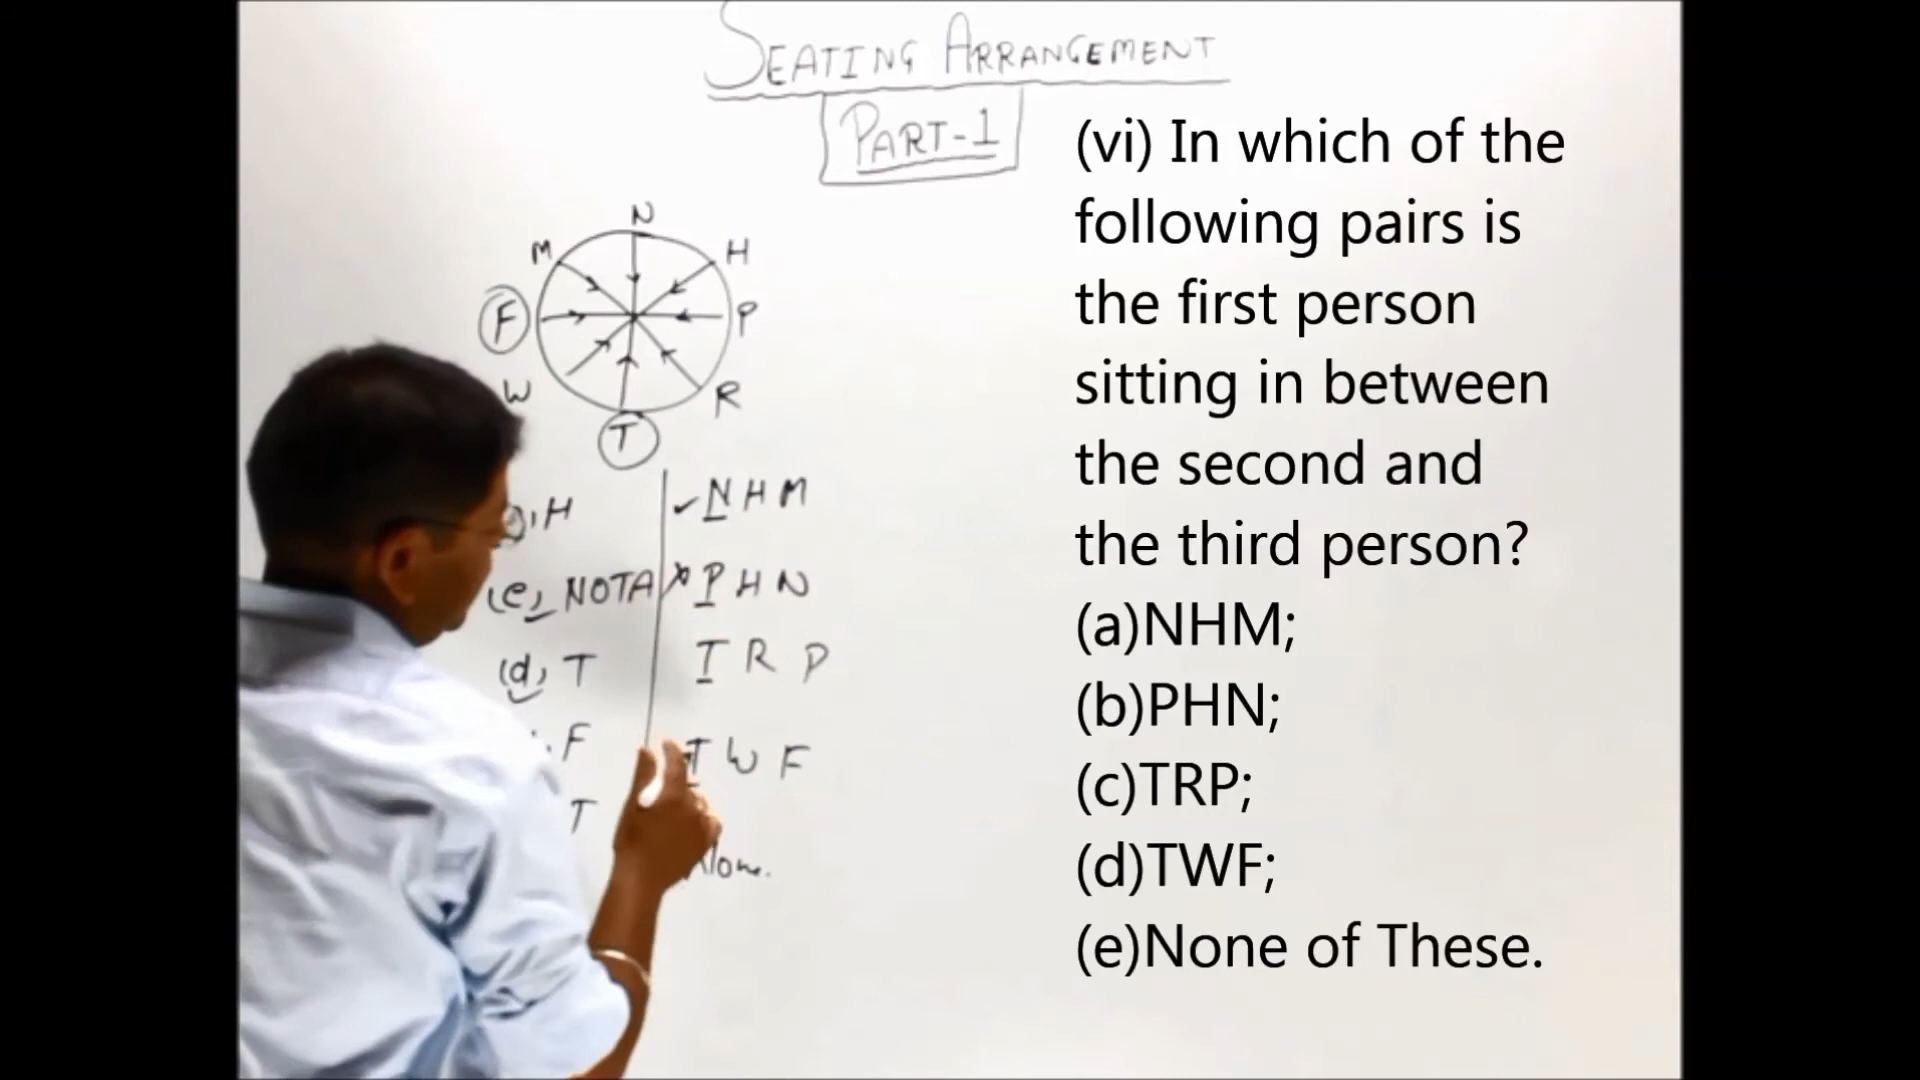 SEATING ARRANGEMENT
PART-1
N
M
H
F
P
W
R
T
H
NHM
(e) NOTA
PHN
(d) T
TRP
F
TWF
T
None.
(vi) In which of the
following pairs is
the first person
sitting in between
the second and
the third person?
(a)NHM;
(b)PHN;
(c)TRP;
(d)TWF;
(e)None of These.